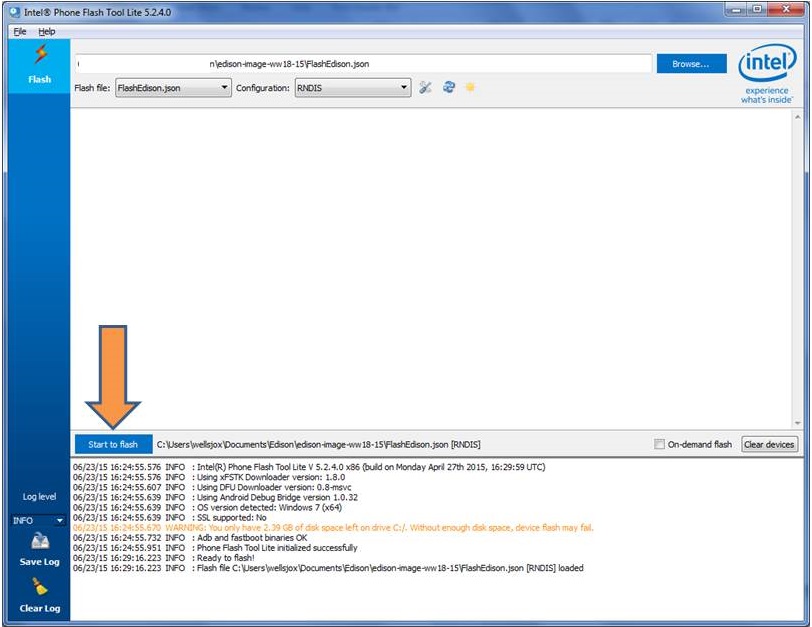 Intel® Phone Flash Tool Lite 5.2.4.0
File Help
Flash
n\edison-image-ww18-15\FlashEdison.json
Browse...
intel
experience
what's inside™
Flash file: FlashEdison.json Configuration: RNDIS
Start to flash C:\Users\wellsjox\Documents\Edison\edison-image-ww18-15\FlashEdison.json [RNDIS] On-demand flash Clear devices
06/23/15 16:24:55.576 INFO : Intel(R) Phone Flash Tool Lite V 5.2.4.0 x86 (build on Monday April 27th 2015, 16:29:59 UTC)
06/23/15 16:24:55.576 INFO : Using xFSTK Downloader version: 1.8.0
06/23/15 16:24:55.607 INFO : Using DFU Downloader version: 0.8-msvc
06/23/15 16:24:55.639 INFO : Using Android Debug Bridge version 1.0.32
06/23/15 16:24:55.639 INFO : OS version detected: Windows 7 (x64)
06/23/15 16:24:55.639 INFO : SSL supported: No
06/23/15 16:24:55.670 WARNING: You only have 2.39 GB of disk space left on drive C:/. Without enough disk space, device flash may fail.
06/23/15 16:24:55.732 INFO : Adb and fastboot binaries OK
06/23/15 16:24:55.951 INFO : Phone Flash Tool Lite initialized successfully
06/23/15 16:29:16.223 INFO : Ready to flash!
06/23/15 16:29:16.223 INFO : Flash file C:\Users\wellsjox\Documents\Edison\edison-image-ww18-15\FlashEdison.json [RNDIS] loaded
Log level
INFO
Save Log
Clear Log